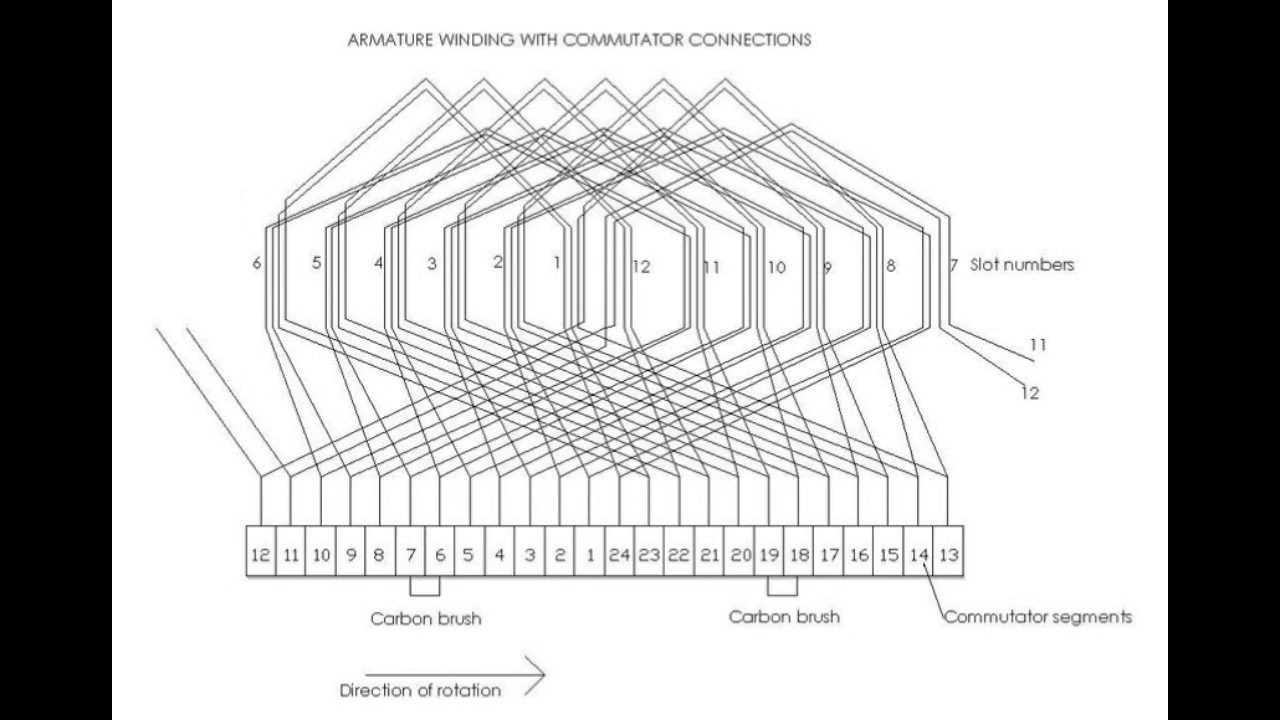 ARMATURE WINDING WITH COMMUTATOR CONNECTIONS
6 5 4 3 2 1 12 11 10 9 8 7 Slot numbers
11
12
12 11 10 9 8 7 6 5 4 3 2 1 24 23 22 21 20 19 18 17 16 15 14 13
Carbon brush Carbon brush Commutator segments
Direction of rotation